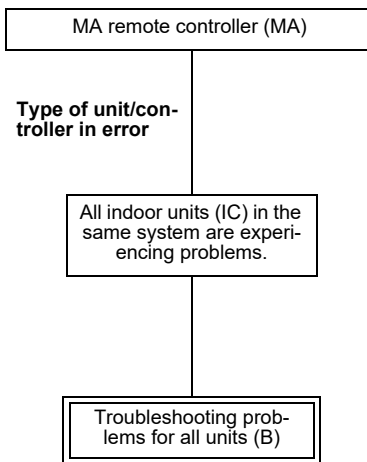 MA remote controller (MA)
Type of unit/con-
troller in error
All indoor units (IC) in the
same system are experi-
encing problems.
Troubleshooting prob-
lems for all units (B)